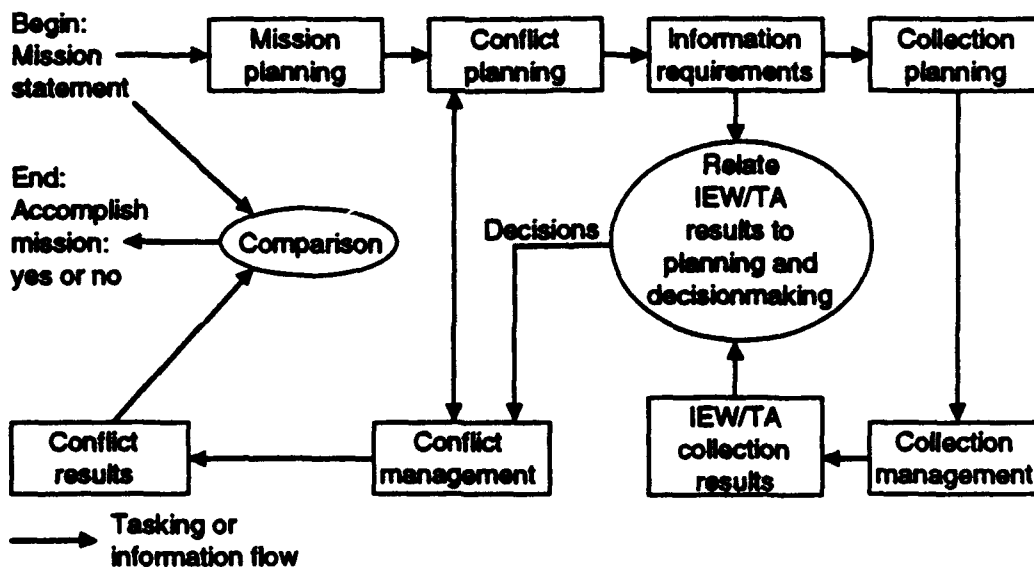 Begin:
Mission
statement
Mission
planning
Conflict
planning
Information
requirements
Collection
planning
End:
Accomplish
mission:
yes or no
Comparison
Decisions
Relate
IEW/TA
results to
planning and
decisionmaking
Conflict
results
Conflict
management
IEW/TA
collection
results
Collection
management
Tasking or
information flow